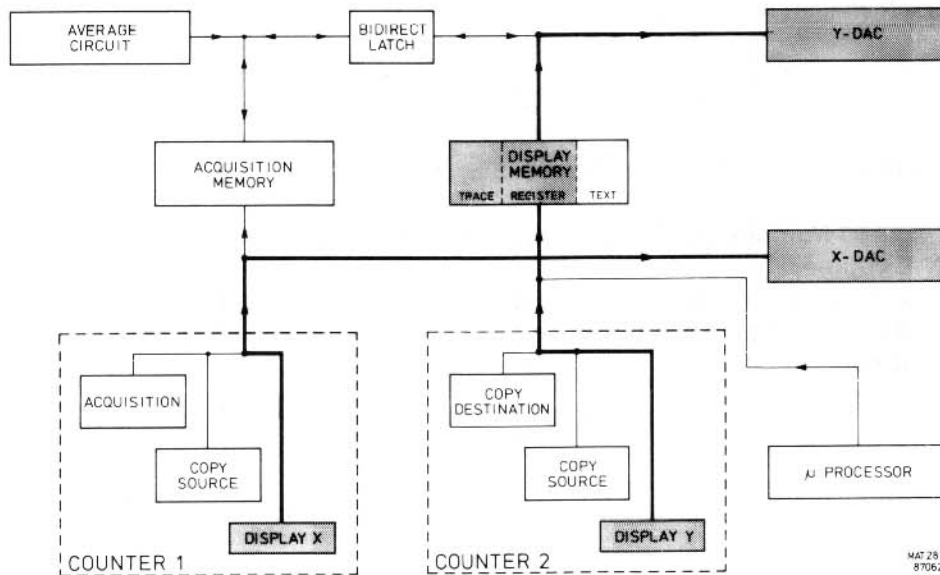 AVERAGE
CIRCUIT
BIDIRECT
LATCH
Y-DAC
ACQUISITION
MEMORY
DISPLAY
MEMORY
TRACE REGISTER TEXT
X-DAC
ACQUISITION
COPY
SOURCE
DISPLAY X
COUNTER 1
COPY
DESTINATION
COPY
SOURCE
DISPLAY Y
COUNTER 2
μ PROCESSOR
MAT 28